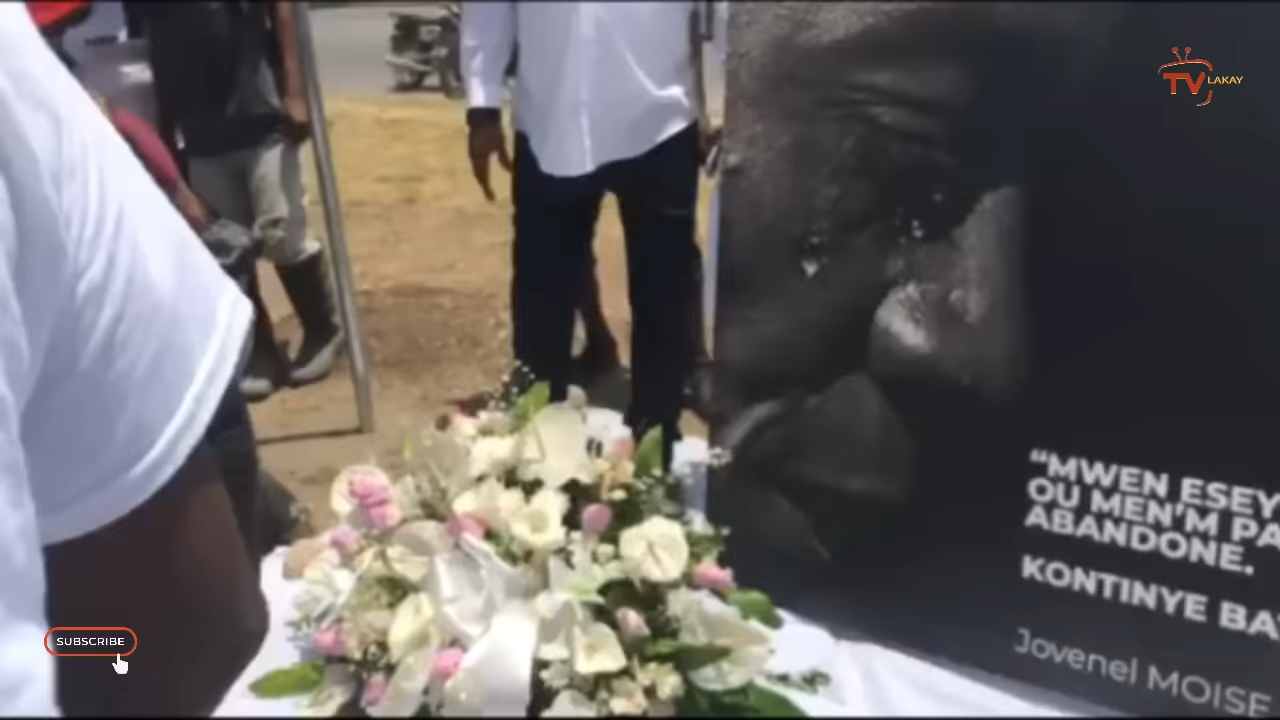 TV LAKAY
“MWEN ESEY
OU MEN'M PA
ABANDONE.
KONTINYE BA
Jovenel MOISE
SUBSCRIBE